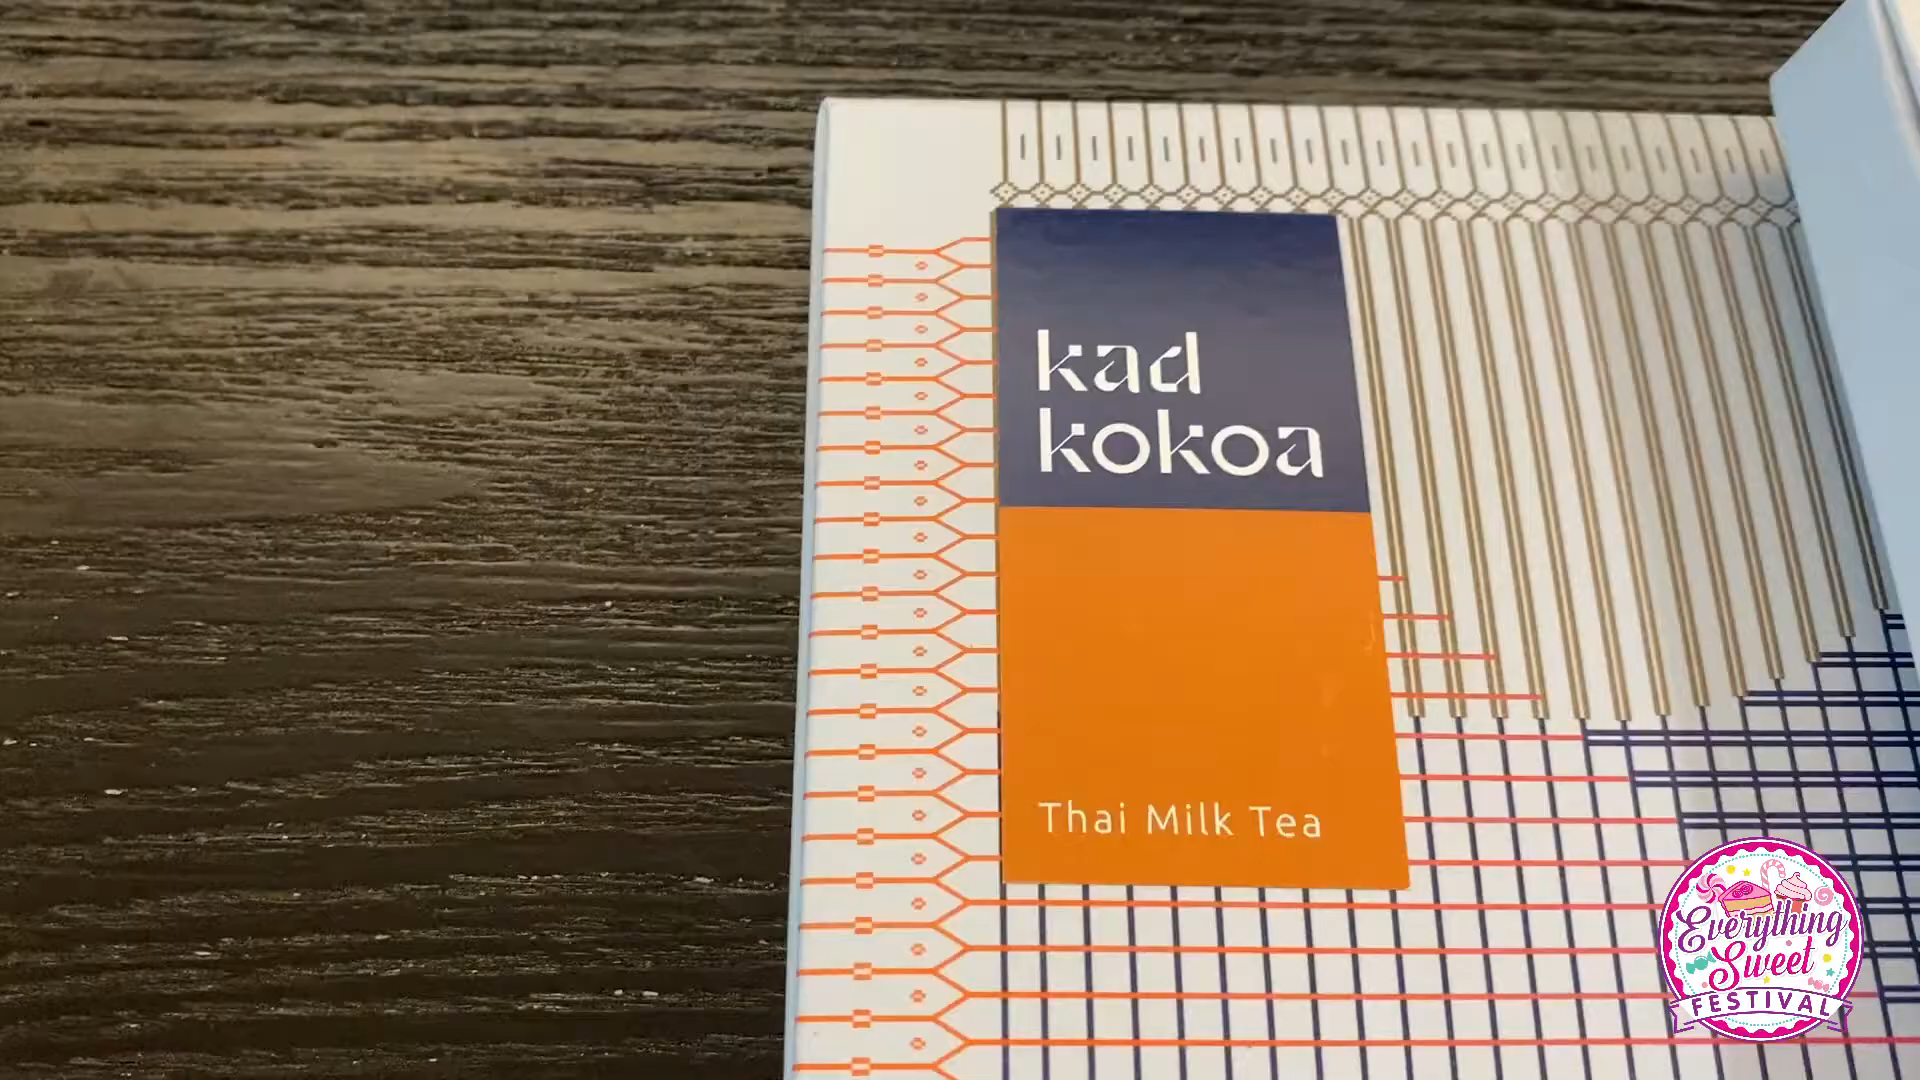 kad
kokoa
Thai Milk Tea
Everything
Sweet
FESTIVAL